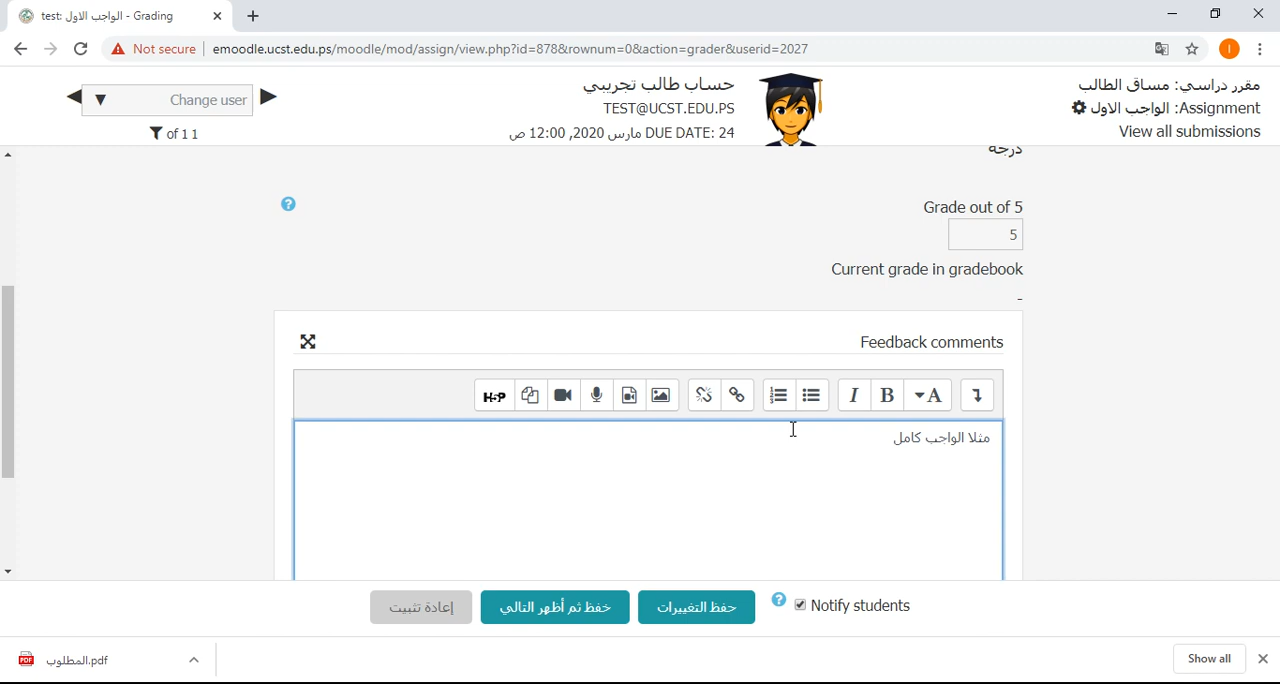 test: الواجب الاول - Grading
Not secure
emoodle.ucst.edu.ps/moodle/mod/assign/view.php?id=878&rownum=0&action=grader&userid=2027
مقرر دراسي: مساق الطالب
Assignment: الواجب الاول
View all submissions
حساب طالب تجريبي
TEST@UCST.EDU.PS
DUE DATE: 24 مارس 2020, 12:00 ص
Change user
of 1 1
درجة
Grade out of 5
5
Current grade in gradebook
-
Feedback comments
H-P
I
B
A
مثلا الواجب كامل
Notify students
حفظ التغييرات
خفظ ثم أظهر التالي
إعادة تثبيت
المطلوب.pdf
Show all